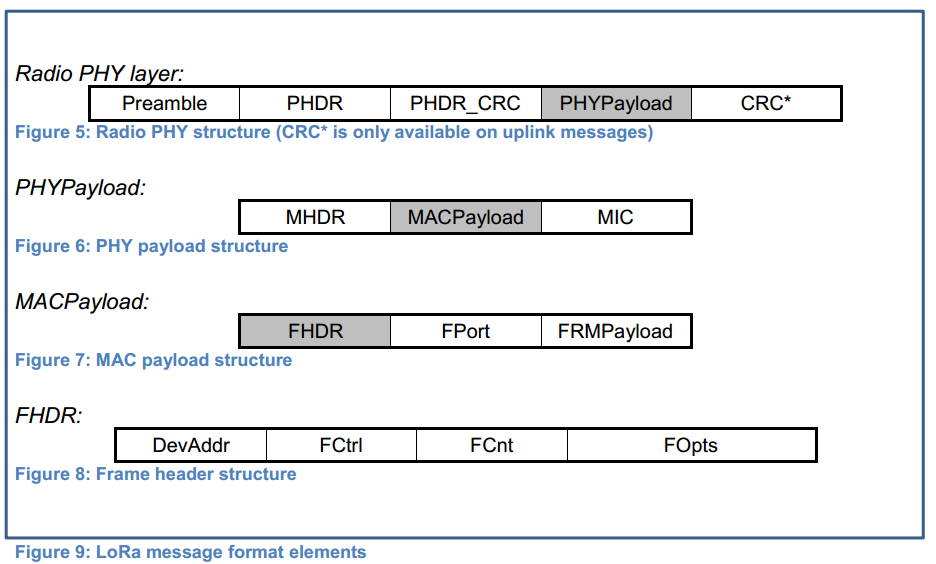 Radio PHY layer:
Preamble PHDR PHDR_CRC PHYPayload CRC*
Figure 5: Radio PHY structure (CRC* is only available on uplink messages)
PHYPayload:
MHDR MACPayload MIC
Figure 6: PHY payload structure
MACPayload:
FHDR FPort FRMPayload
Figure 7: MAC payload structure
FHDR:
DevAddr FCtrl FCnt FOpts
Figure 8: Frame header structure
Figure 9: LoRa message format elements